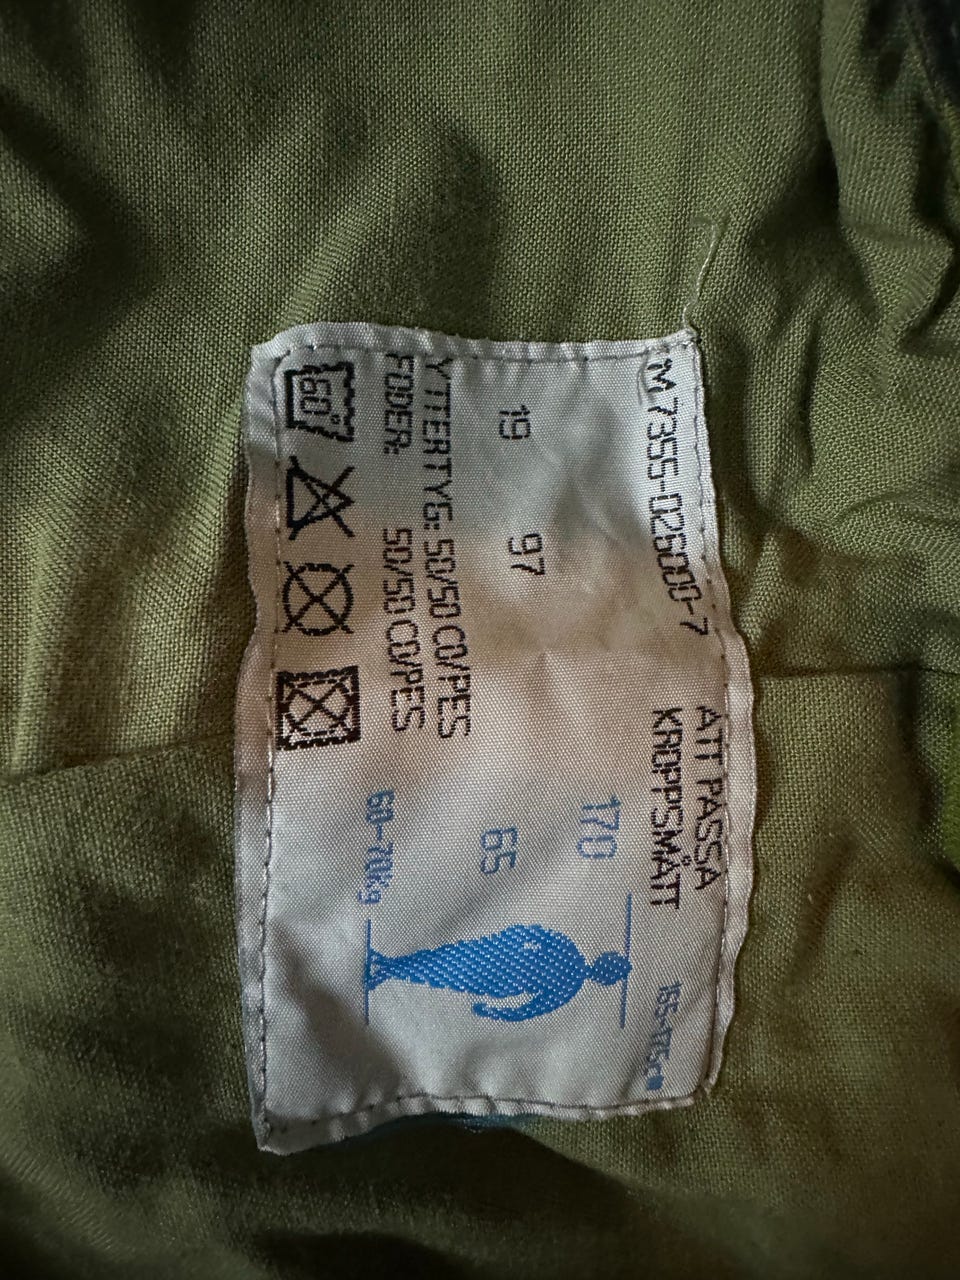 M 7355-026000-7
ATT PASSA
KROPPSMÅTT
155-175cm
170
65
60-70kg
19 97
YTTERTYG: 50/50 CO/PES
FODER: 50/50 CO/PES
60°